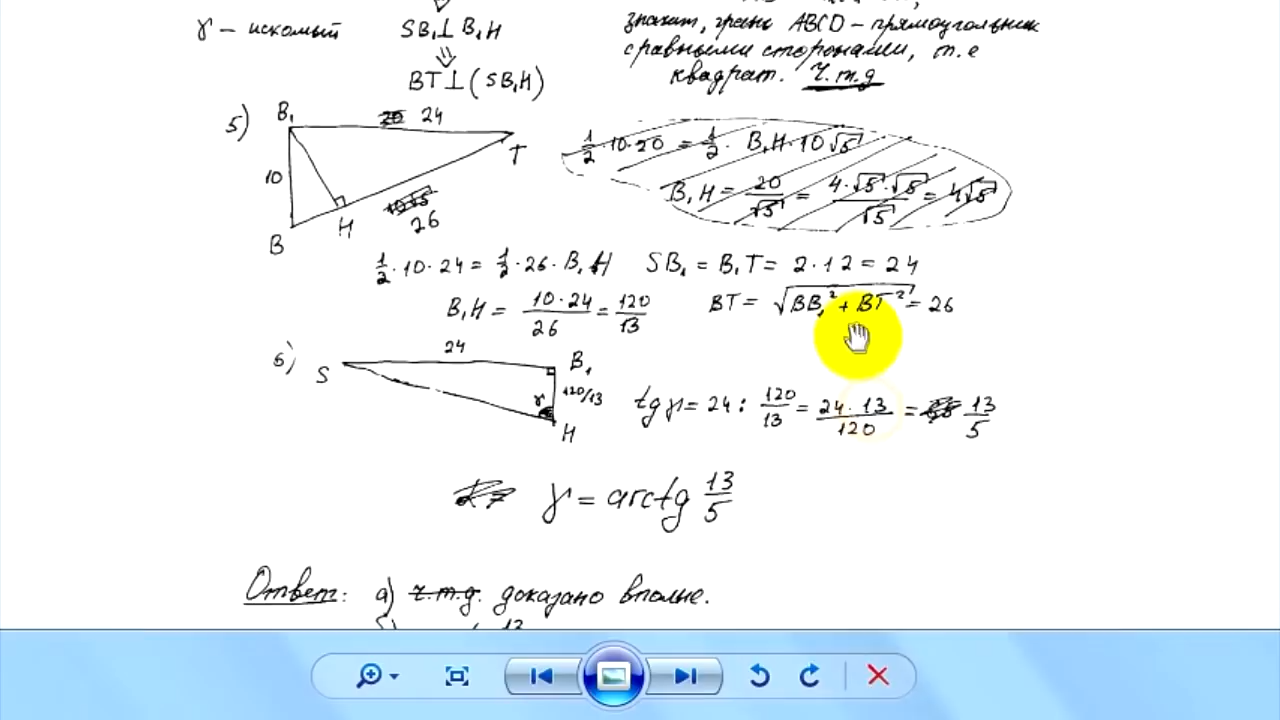 γ – искомый
SB₁⊥ B₁H
⇓
BT⊥(SB₁H)
значит, грань ABCD – прямоугольник
с равными сторонами, т.е
квадрат. Ч.т.д
5)
B₁
24
T
10
H
B
26
1/2 · 10 · 20 = 1/2 · B₁H · 10√5
B₁H = 20/√5 = 4·√5·√5/√5 = 4√5
1/2 · 10 · 24 = 1/2 · 26 · B₁H
SB₁ = B₁T = 2·12 = 24
B₁H = 10·24/26 = 120/13
BT = √BB₁² + BT² = 26
6)
S
24
B₁
120/13
γ
H
tg γ = 24 : 120/13 = 24·13/120 = 13/5
γ = arctg 13/5
Ответ: а) ч.т.д. доказано вполне.